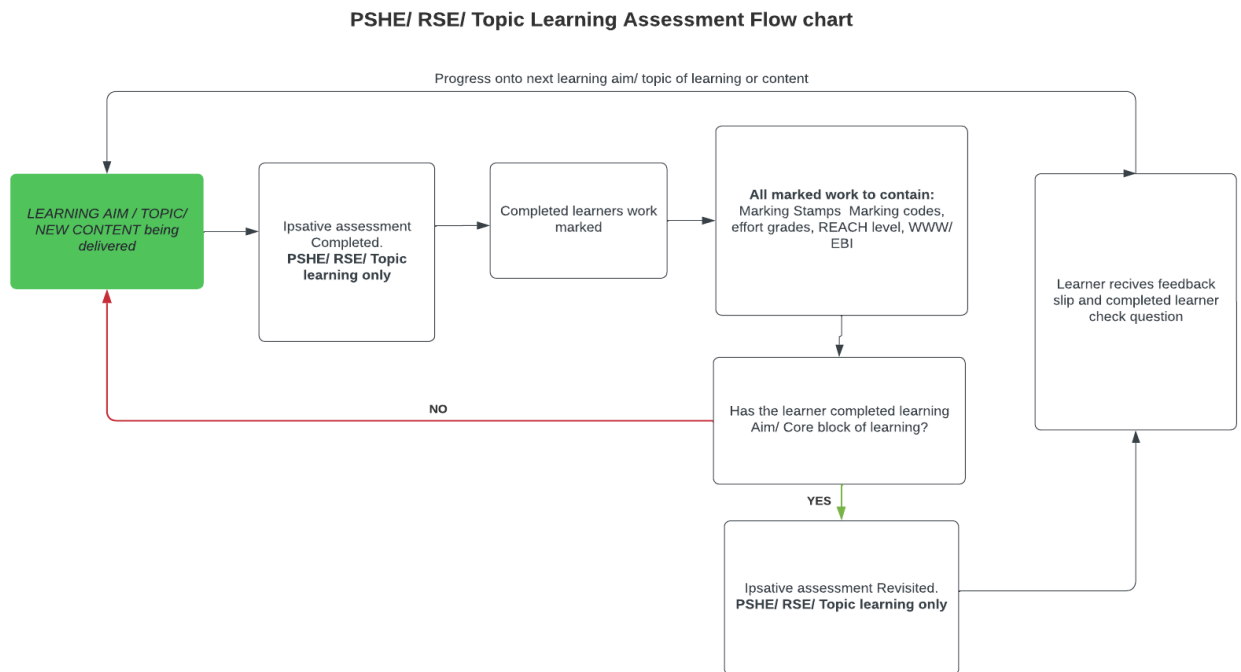 PSHE/ RSE/ Topic Learning Assessment Flow chart
Progress onto next learning aim/ topic of learning or content
LEARNING AIM / TOPIC/
NEW CONTENT being
delivered
Ipsative assessment
Completed.
PSHE/ RSE/ Topic
learning only
Completed learners work
marked
All marked work to contain:
Marking Stamps  Marking codes,
effort grades, REACH level, WWW/
EBI
Learner recives feedback
slip and completed learner
check question
Has the learner completed learning
Aim/ Core block of learning?
NO
YES
Ipsative assessment Revisited.
PSHE/ RSE/ Topic learning only